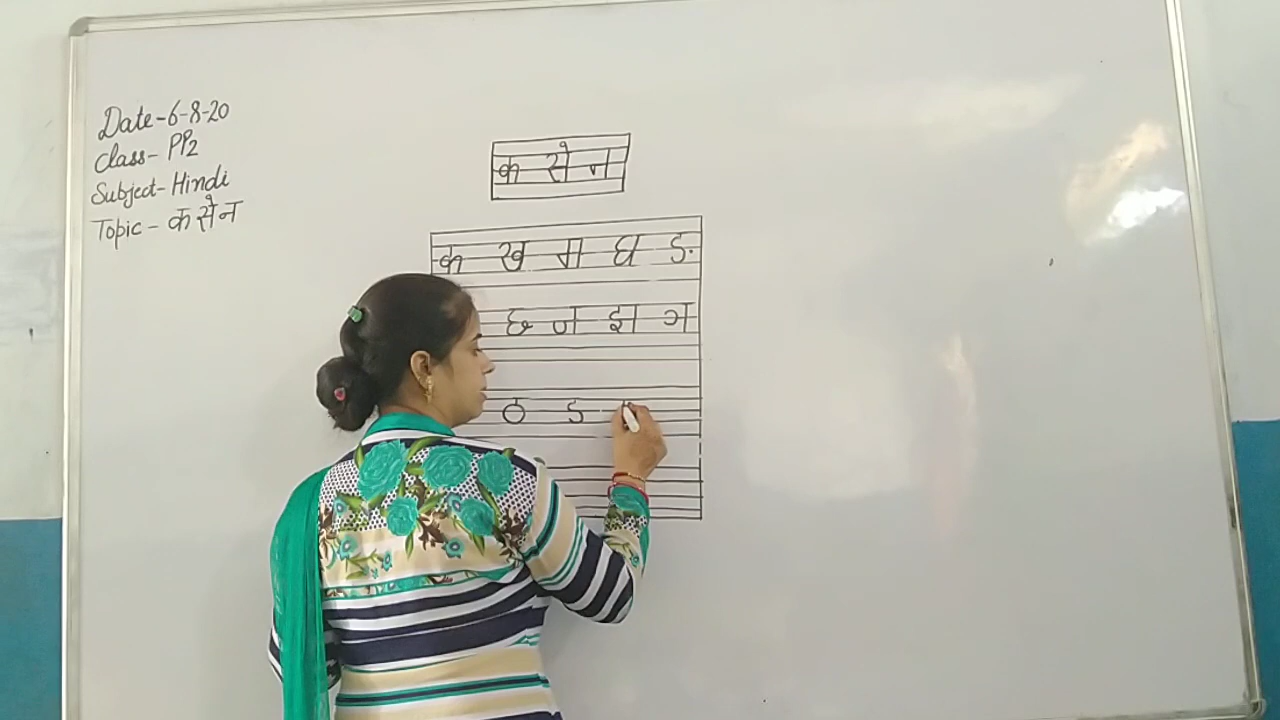 Date-6-8-20
Class- PP2
Subject- Hindi
Topic - क से न
क से न
क ख ग घ ङ
छ ज झ ञ
ठ ड